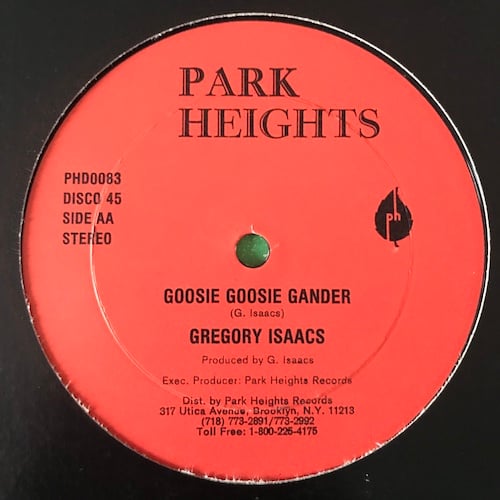 PARK
HEIGHTS
PHD0083
DISCO 45
SIDE AA
STEREO
ph
GOOSIE GOOSIE GANDER
(G. Isaacs)
GREGORY ISAACS
Produced by G. Isaacs
Exec. Producer: Park Heights Records
Dist. by Park Heights Records
317 Utica Avenue, Brooklyn, N.Y. 11213
(718) 773-2891/773-2992
Toll Free: 1-800-225-4175